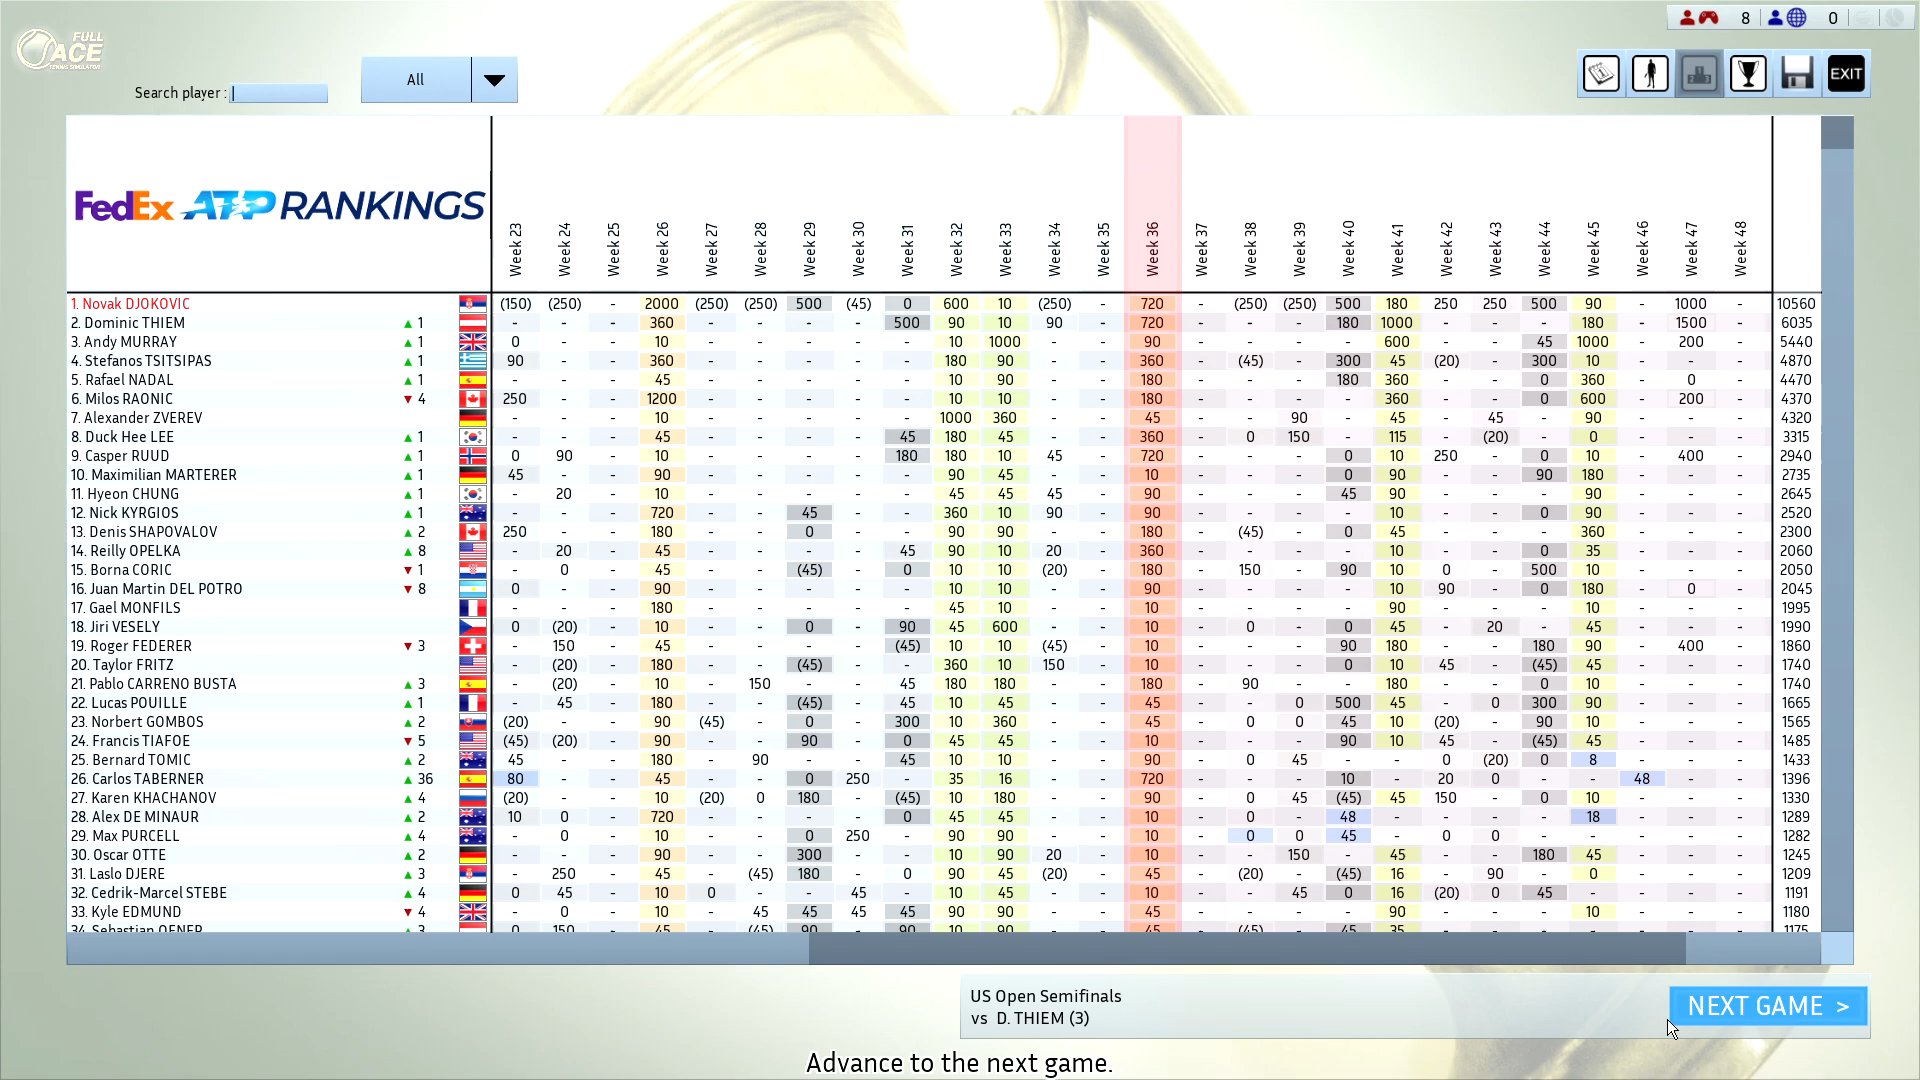 FULL ACE
TENNIS SIMULATOR
8 0
Search player : All EXIT
FedEx ATP RANKINGS Week 23 Week 24 Week 25 Week 26 Week 27 Week 28 Week 29 Week 30 Week 31 Week 32 Week 33 Week 34 Week 35 Week 36 Week 37 Week 38 Week 39 Week 40 Week 41 Week 42 Week 43 Week 44 Week 45 Week 46 Week 47 Week 48
1. Novak DJOKOVIC (150) (250) - 2000 (250) (250) 500 (45) 0 600 10 (250) - 720 - (250) (250) 500 180 250 250 500 90 - 1000 - 10560
2. Dominic THIEM ▲ 1 - - - 360 - - - - 500 90 10 90 - 720 - - - 180 1000 - - - 180 - 1500 - 6035
3. Andy MURRAY ▲ 1 0 - - 10 - - - - - 10 1000 - - 90 - - - - 600 - - 45 1000 - 200 - 5440
4. Stefanos TSITSIPAS ▲ 1 90 - - 360 - - - - - 180 90 - - 360 - (45) - 300 45 (20) - 300 10 - - - 4870
5. Rafael NADAL ▲ 1 - - - 45 - - - - - 10 90 - - 180 - - - 180 360 - - 0 360 - 0 - 4470
6. Milos RAONIC ▼ 4 250 - - 1200 - - - - - 10 10 - - 180 - - - - 360 - - 0 600 - 200 - 4370
7. Alexander ZVEREV - - - 10 - - - - - 1000 360 - - 45 - - 90 - 45 - 45 - 90 - - - 4320
8. Duck Hee LEE ▲ 1 - - - 45 - - - - 45 180 45 - - 360 - 0 150 - 115 - (20) - 0 - - - 3315
9. Casper RUUD ▲ 1 0 90 - 10 - - - - 180 180 10 45 - 720 - - - 0 10 250 - 0 10 - 400 - 2940
10. Maximilian MARTERER ▲ 1 45 - - 90 - - - - - 90 45 - - 10 - - - 0 90 - - 90 180 - - - 2735
11. Hyeon CHUNG ▲ 1 - 20 - 10 - - - - - 45 45 45 - 90 - - - 45 90 - - - 90 - - - 2645
12. Nick KYRGIOS ▲ 1 - - - 720 - - 45 - - 360 10 90 - 90 - - - - 10 - - 0 90 - - - 2520
13. Denis SHAPOVALOV ▲ 2 250 - - 180 - - 0 - - 90 90 - - 180 - (45) - 0 45 - - - 360 - - - 2300
14. Reilly OPELKA ▲ 8 - 20 - 45 - - - - 45 90 10 20 - 360 - - - - 10 - - 0 35 - - - 2060
15. Borna CORIC ▼ 1 - 0 - 45 - - (45) - 0 10 10 (20) - 180 - 150 - 90 10 0 - 500 10 - - - 2050
16. Juan Martin DEL POTRO ▼ 8 0 - - 90 - - - - - 10 10 - - 90 - - - - 10 90 - 0 180 - 0 - 2045
17. Gael MONFILS - - - 180 - - - - - 45 10 - - 10 - - - - 90 - - - 10 - - - 1995
18. Jiri VESELY 0 (20) - 10 - - 0 - 90 45 600 - - 10 - 0 - 0 45 - 20 - 45 - - - 1990
19. Roger FEDERER ▼ 3 - 150 - 45 - - - - (45) 10 10 (45) - 10 - - - 90 180 - - 180 90 - 400 - 1860
20. Taylor FRITZ - (20) - 180 - - (45) - - 360 10 150 - 10 - - - 0 10 45 - (45) 45 - - - 1740
21. Pablo CARRENO BUSTA ▲ 3 - (20) - 10 - 150 - - 45 180 180 - - 180 - 90 - - 180 - - 0 10 - - - 1740
22. Lucas POUILLE ▲ 1 - 45 - 180 - - (45) - 45 10 45 - - 45 - - 0 500 45 - 0 300 90 - - - 1665
23. Norbert GOMBOS ▲ 2 (20) - - 90 (45) - 0 - 300 10 360 - - 45 - 0 0 45 10 (20) - 90 10 - - - 1565
24. Francis TIAFOE ▼ 5 (45) (20) - 90 - - 90 - 0 45 45 - - 10 - - - 90 10 45 - (45) 45 - - - 1485
25. Bernard TOMIC ▲ 2 45 - - 180 - 90 - - 45 10 10 - - 90 - 0 45 - - 0 (20) 0 8 - - - 1433
26. Carlos TABERNER ▲ 36 80 - - 45 - - 0 250 - 35 16 - - 720 - - - 10 - 20 0 - - 48 - - 1396
27. Karen KHACHANOV ▲ 4 (20) - - 10 (20) 0 180 - (45) 10 180 - - 90 - 0 45 (45) 45 150 - 0 10 - - - 1330
28. Alex DE MINAUR ▲ 2 10 0 - 720 - - - - 0 45 45 - - 10 - 0 - 48 - - - - 18 - - - 1289
29. Max PURCELL ▲ 4 - 0 - 10 - - 0 250 - 90 90 - - 10 - 0 0 45 - 0 0 - - - - - 1282
30. Oscar OTTE ▲ 2 - - - 90 - - 300 - - 10 90 20 - 10 - - 150 - 45 - - 180 45 - - - 1245
31. Laslo DJERE ▲ 3 - 250 - 45 - (45) 180 - 0 90 45 (20) - 45 - (20) - (45) 16 - 90 - 0 - - - 1209
32. Cedrik-Marcel STEBE ▲ 4 0 45 - 10 0 - - 45 - 10 45 - - 10 - - 45 0 16 (20) 0 45 - - - - 1191
33. Kyle EDMUND ▼ 4 - 0 - 10 - 45 45 45 45 90 90 - - 45 - - - - 90 - - - 10 - - - 1180
34. Sebastian OFNER ▲ 3 0 150 - 45 - (45) 90 - 90 10 90 - - 45 - (45) - 45 35 - - - - - - - 1175
US Open Semifinals
vs D. THIEM (3)
NEXT GAME >
Advance to the next game.